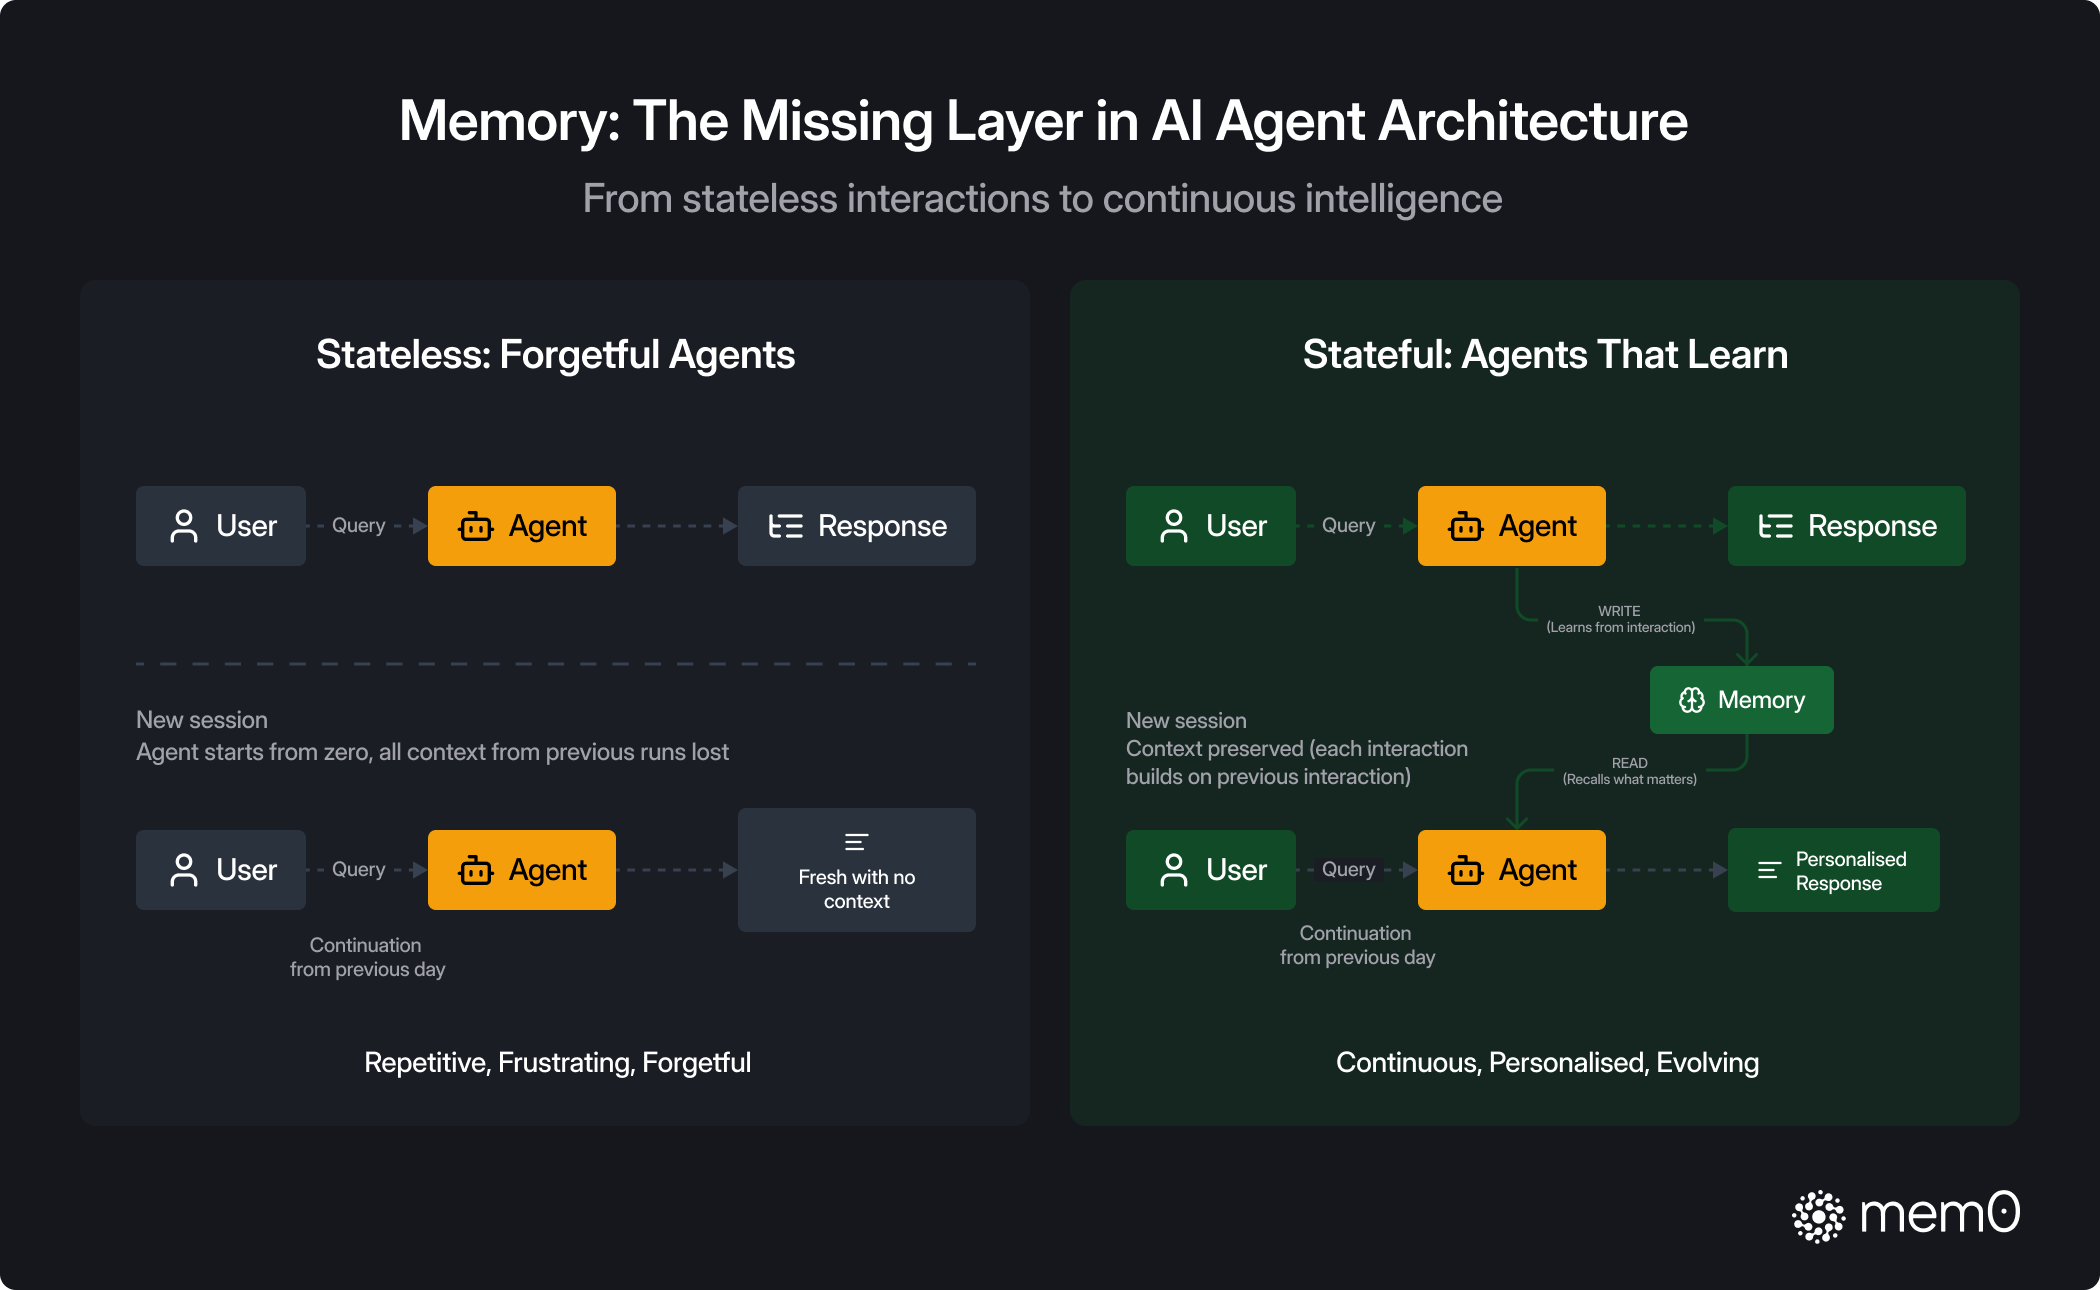 Memory: The Missing Layer in AI Agent Architecture
From stateless interactions to continuous intelligence
Stateless: Forgetful Agents
User
Query
Agent
Response
New session
Agent starts from zero, all context from previous runs lost
User
Query
Agent
Fresh with no
context
Continuation
from previous day
Repetitive, Frustrating, Forgetful
Stateful: Agents That Learn
User
Query
Agent
Response
WRITE
(Learns from interaction)
Memory
New session
Context preserved (each interaction
builds on previous interaction)
READ
(Recalls what matters)
User
Query
Agent
Personalised
Response
Continuation
from previous day
Continuous, Personalised, Evolving
mem0